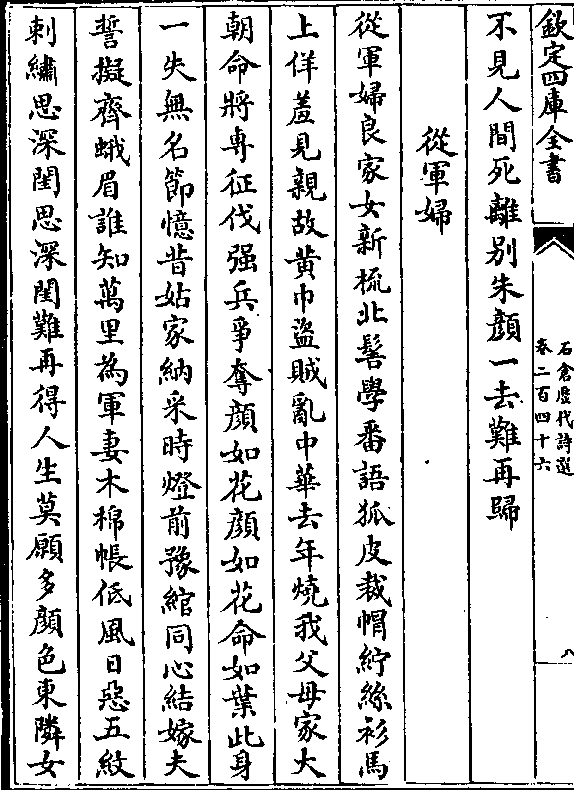 欽定四庫全書
石倉歴代詩選
卷二百四十六
八
不見人間死離别朱顔一去難再歸
從軍婦
從軍婦良家女新梳北髻學番語狐皮裁帽紵絲衫馬
上佯羞見親故黄巾盜賊亂中華去年燒我父母家大
朝命將專征伐强兵爭奪顔如花顔如花命如葉此身
一失無名節憶昔姑家納采時燈前豫綰同心結嫁夫
誓擬齊蛾眉誰知萬里為軍妻木棉帳低風日惡五紋
刺繡思深閨思深閨難再得人生莫願多顔色東隣女